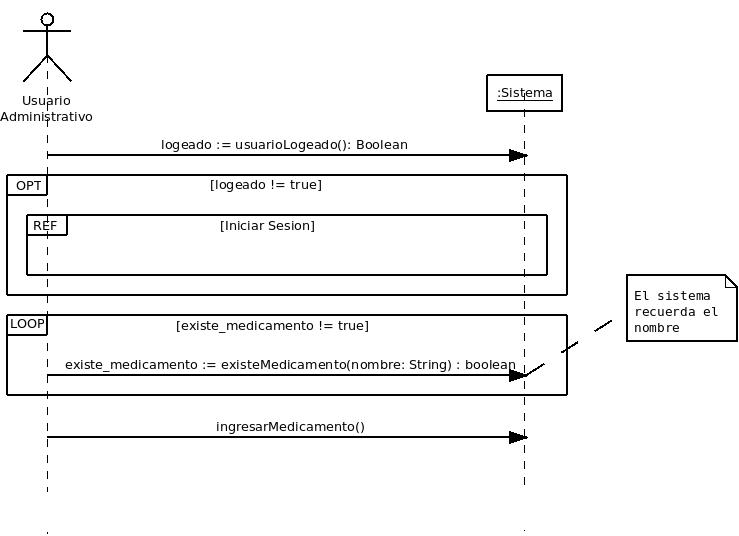 Usuario
Administrativo
:Sistema
logeado := usuarioLogeado(): Boolean
OPT
[logeado != true]
REF
[Iniciar Sesion]
LOOP
[existe_medicamento != true]
El sistema
recuerda el
nombre
existe_medicamento := existeMedicamento(nombre: String) : boolean
ingresarMedicamento()